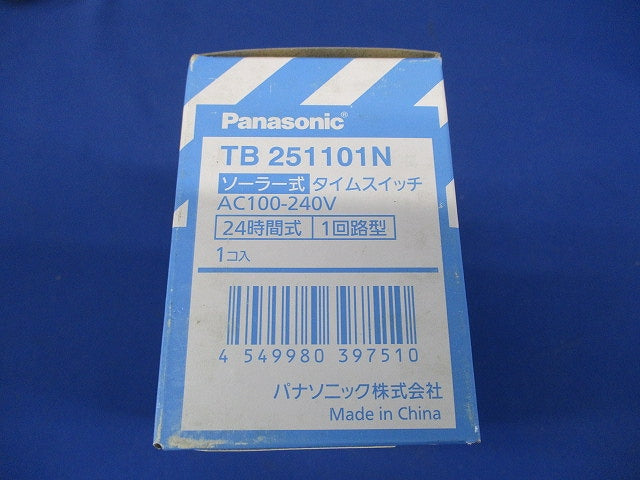 Panasonic®
TB 251101N
ソーラー式 タイムスイッチ
AC100-240V
24時間式 1回路型
1コ入
4 549980 397510
パナソニック株式会社
Made in China